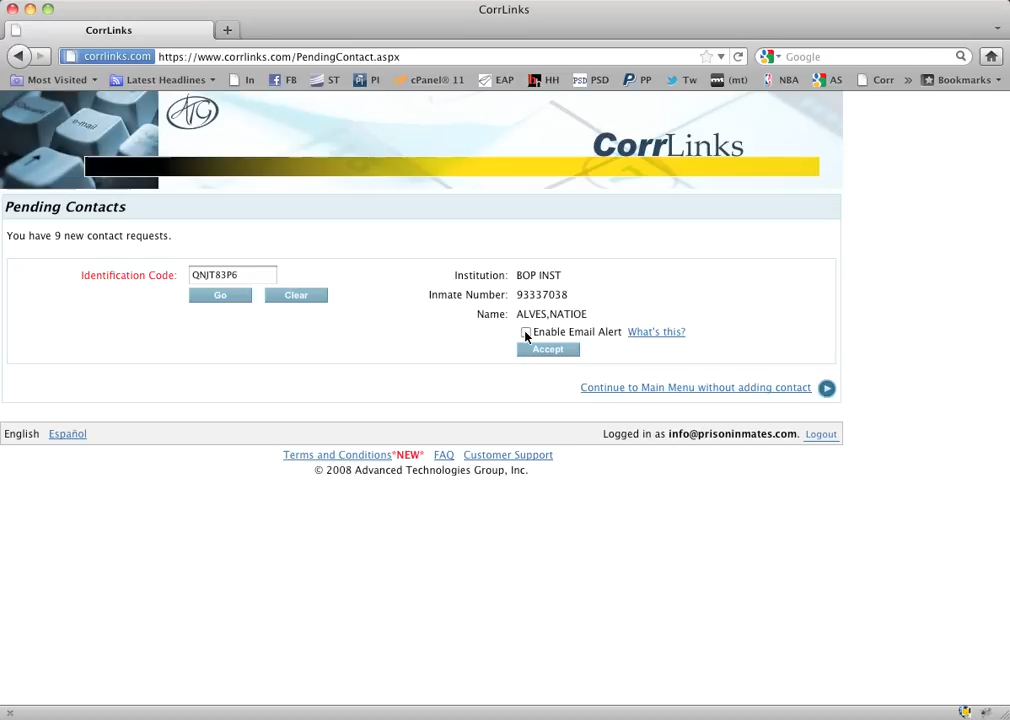 CorrLinks
CorrLinks
corrlinks.com https://www.corrlinks.com/PendingContact.aspx Google
Most Visited Latest Headlines In FB ST PI cPanel® 11 EAP HH PSD PP Tw (mt) NBA AS Corr » Bookmarks
e-mail
ATG
CorrLinks
Pending Contacts
You have 9 new contact requests.
Identification Code: QNJT83P6 Institution: BOP INST
Go Clear Inmate Number: 93337038
Name: ALVES,NATIOE
Enable Email Alert What's this?
Accept
Continue to Main Menu without adding contact
English Español Logged in as info@prisoninmates.com. Logout
Terms and Conditions*NEW* FAQ Customer Support
© 2008 Advanced Technologies Group, Inc.